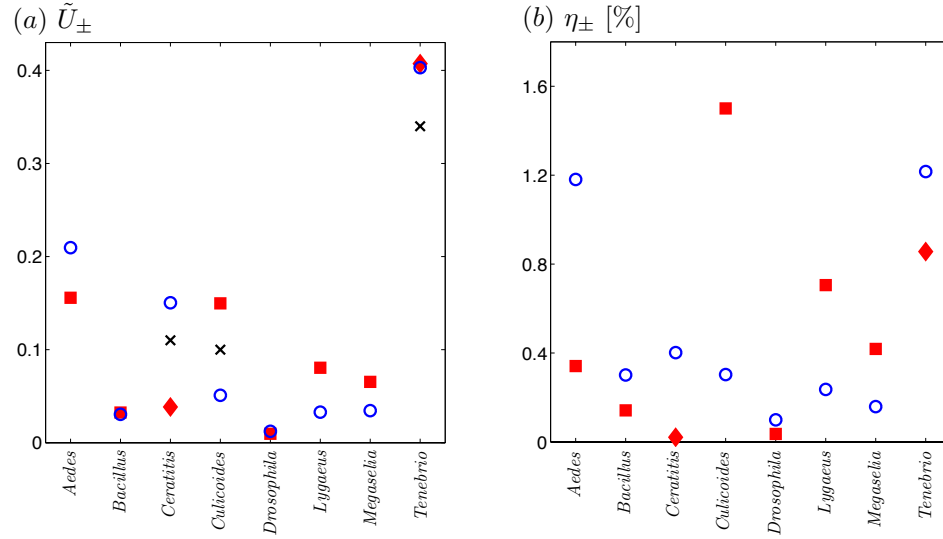 (a) Ũ±
0.4
0.3
0.2
0.1
0
Aedes
Bacillus
Ceratitis
Culicoides
Drosophila
Lygaeus
Megaselia
Tenebrio
(b) η± [%]
1.6
1.2
0.8
0.4
0
Aedes
Bacillus
Ceratitis
Culicoides
Drosophila
Lygaeus
Megaselia
Tenebrio